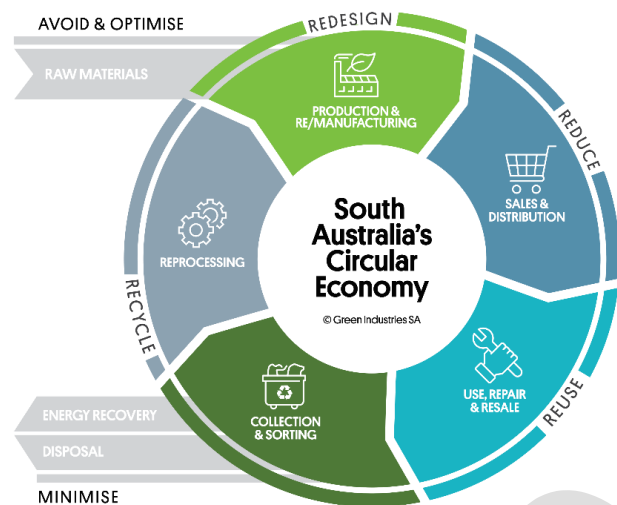 AVOID & OPTIMISE
RAW MATERIALS
REDESIGN
PRODUCTION &
RE/MANUFACTURING
REDUCE
SALES &
DISTRIBUTION
South
Australia's
Circular
Economy
© Green Industries SA
REPROCESSING
RECYCLE
USE, REPAIR
& RESALE
REUSE
COLLECTION
& SORTING
ENERGY RECOVERY
DISPOSAL
MINIMISE